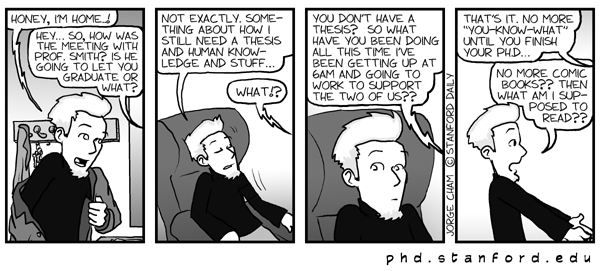 HONEY, I'M HOME..!
HEY... SO, HOW WAS
THE MEETING WITH
PROF. SMITH? IS HE
GOING TO LET YOU
GRADUATE OR
WHAT?
NOT EXACTLY. SOME-
THING ABOUT HOW I
STILL NEED A THESIS
AND HUMAN KNOW-
LEDGE AND STUFF...
WHAT!?
YOU DON'T HAVE A
THESIS? SO WHAT
HAVE YOU BEEN DOING
ALL THIS TIME I'VE
BEEN GETTING UP AT
6AM AND GOING TO
WORK TO SUPPORT
THE TWO OF US??
JORGE CHAM © STANFORD DAILY
THAT'S IT. NO MORE
"YOU-KNOW-WHAT"
UNTIL YOU FINISH
YOUR PHD...
NO MORE COMIC
BOOKS?? THEN
WHAT AM I SUP-
POSED TO
READ??
phd.stanford.edu